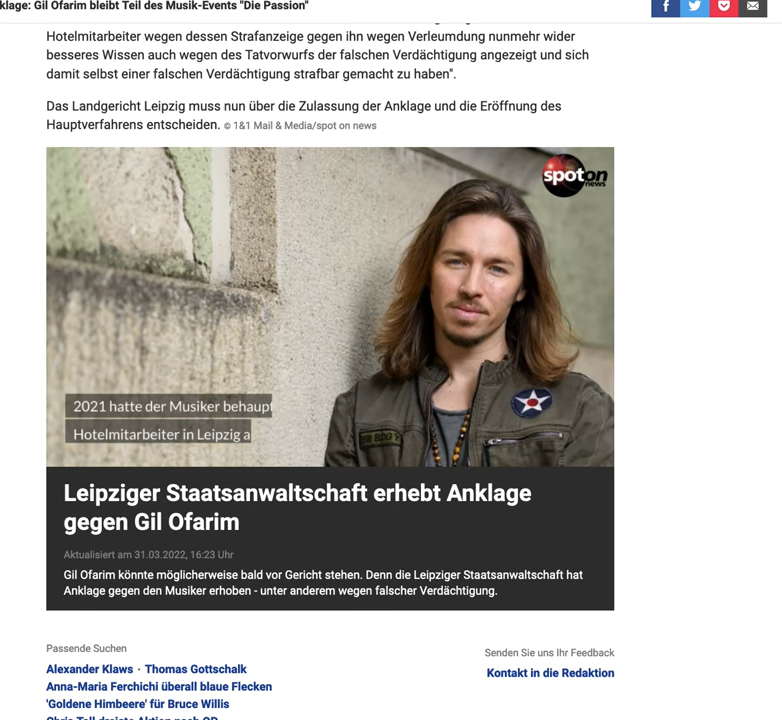 klage: Gil Ofarim bleibt Teil des Musik-Events "Die Passion"
Hotelmitarbeiter wegen dessen Strafanzeige gegen ihn wegen Verleumdung nunmehr wider
besseres Wissen auch wegen des Tatvorwurfs der falschen Verdächtigung angezeigt und sich
damit selbst einer falschen Verdächtigung strafbar gemacht zu haben".
Das Landgericht Leipzig muss nun über die Zulassung der Anklage und die Eröffnung des
Hauptverfahrens entscheiden. © 1&1 Mail & Media/spot on news
spot on
news
2021 hatte der Musiker behaupt
Hotelmitarbeiter in Leipzig a
Leipziger Staatsanwaltschaft erhebt Anklage
gegen Gil Ofarim
Aktualisiert am 31.03.2022, 16:23 Uhr
Gil Ofarim könnte möglicherweise bald vor Gericht stehen. Denn die Leipziger Staatsanwaltschaft hat
Anklage gegen den Musiker erhoben - unter anderem wegen falscher Verdächtigung.
Passende Suchen
Alexander Klaws · Thomas Gottschalk
Anna-Maria Ferchichi überall blaue Flecken
'Goldene Himbeere' für Bruce Willis
Senden Sie uns Ihr Feedback
Kontakt in die Redaktion